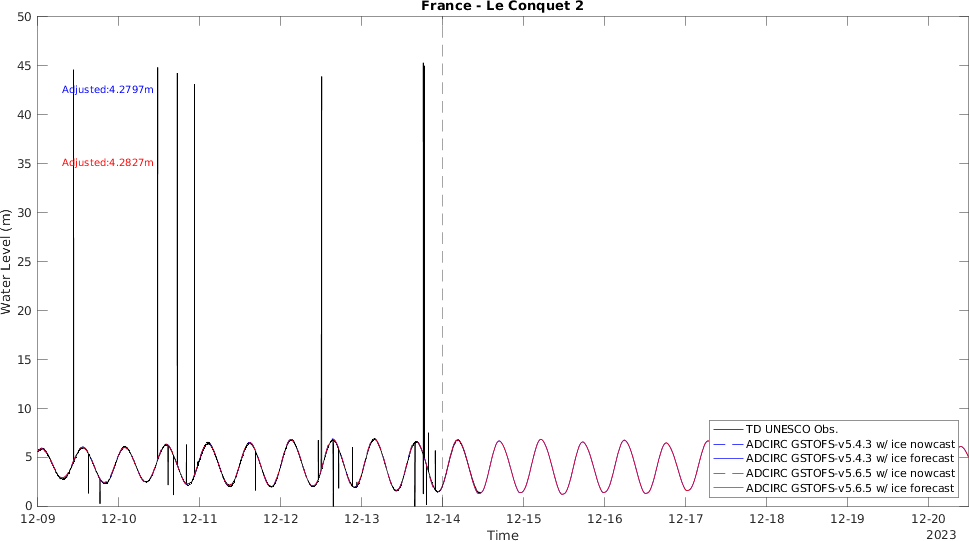 France - Le Conquet 2
50
45
40
35
30
25
20
15
10
5
0
Water Level (m)
Adjusted:4.2797m
Adjusted:4.2827m
TD UNESCO Obs.
ADCIRC GSTOFS-v5.4.3 w/ ice nowcast
ADCIRC GSTOFS-v5.4.3 w/ ice forecast
ADCIRC GSTOFS-v5.6.5 w/ ice nowcast
ADCIRC GSTOFS-v5.6.5 w/ ice forecast
12-09 12-10 12-11 12-12 12-13 12-14 12-15 12-16 12-17 12-18 12-19 12-20
Time
2023